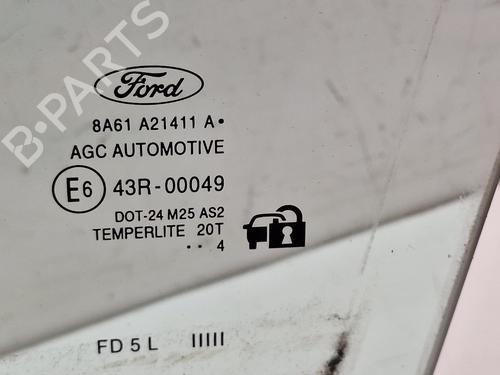 B-PARTS
Ford
8A61 A21411 A•
AGC AUTOMOTIVE
E6 43R-00049
DOT-24 M25 AS2
TEMPERLITE 20T
•• 4
FD 5 L IIIII